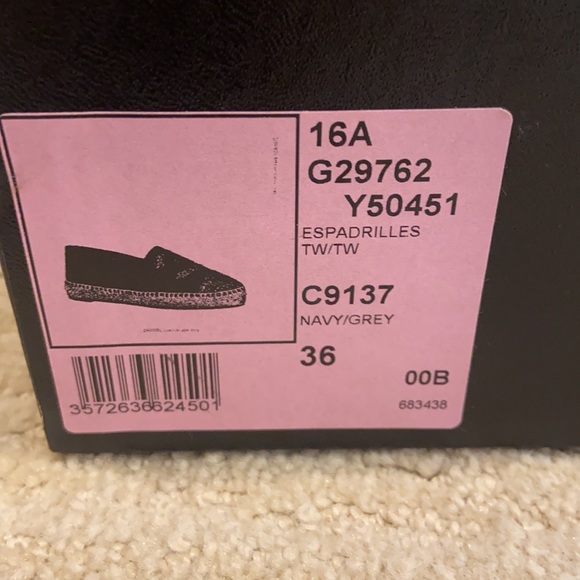 16A
G29762
Y50451
ESPADRILLES
TW/TW
C9137
NAVY/GREY
36
00B
683438
3572636624501